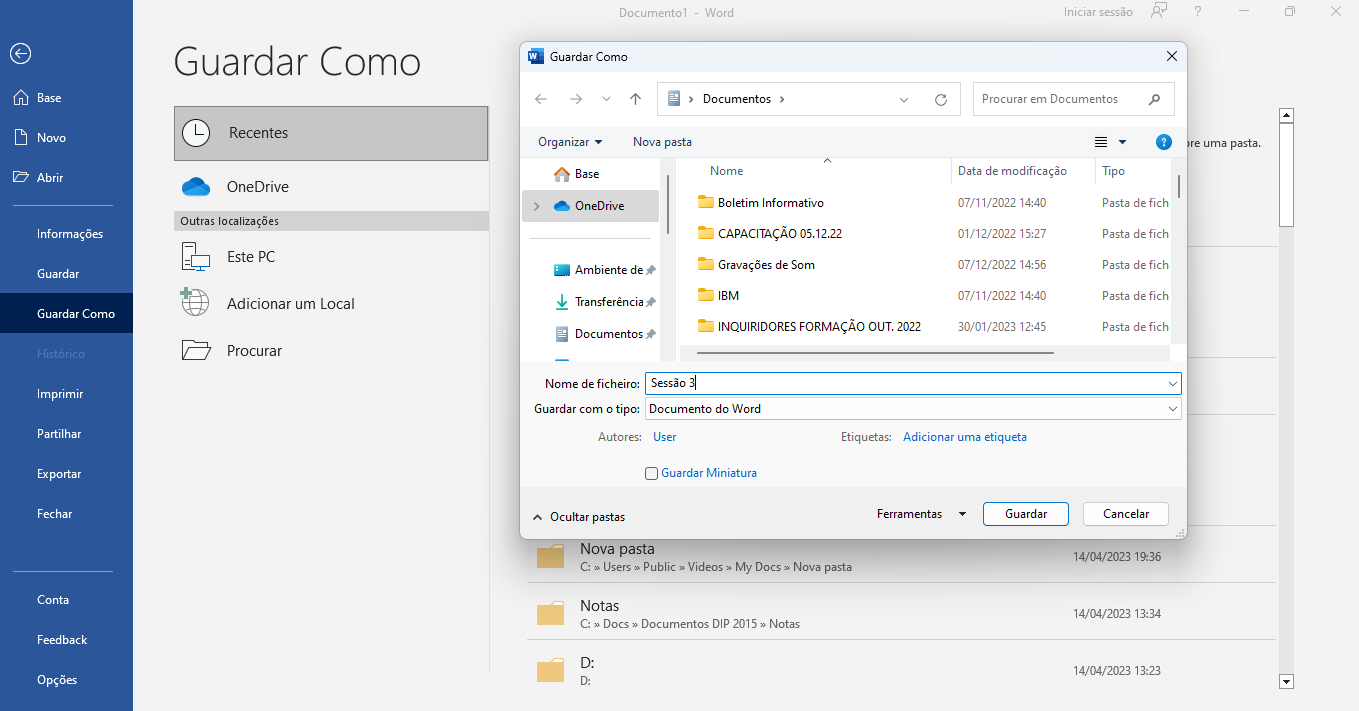 Documento1 - Word
Iniciar sessão
?
Base
Novo
Abrir
Informações
Guardar
Guardar Como
Histórico
Imprimir
Partilhar
Exportar
Fechar
Conta
Feedback
Opções
Guardar Como
Recentes
OneDrive
Outras localizações
Este PC
Adicionar um Local
Procurar
Guardar Como
Documentos
Procurar em Documentos
Organizar
Nova pasta
?
Base
OneDrive
Ambiente de
Transferência
Documentos
Nome Data de modificação Tipo
Boletim Informativo 07/11/2022 14:40 Pasta de fich
CAPACITAÇÃO 05.12.22 01/12/2022 15:27 Pasta de fich
Gravações de Som 07/12/2022 14:56 Pasta de fich
IBM 07/11/2022 14:40 Pasta de fich
INQUIRIDORES FORMAÇÃO OUT. 2022 30/01/2023 12:45 Pasta de fich
Nome de ficheiro: Sessão 3
Guardar com o tipo: Documento do Word
Autores: User Etiquetas: Adicionar uma etiqueta
Guardar Miniatura
Ocultar pastas Ferramentas Guardar Cancelar
uma pasta.
Nova pasta 14/04/2023 19:36
C: » Users » Public » Videos » My Docs » Nova pasta
Notas 14/04/2023 13:34
C: » Docs » Documentos DIP 2015 » Notas
D: 14/04/2023 13:23
D: